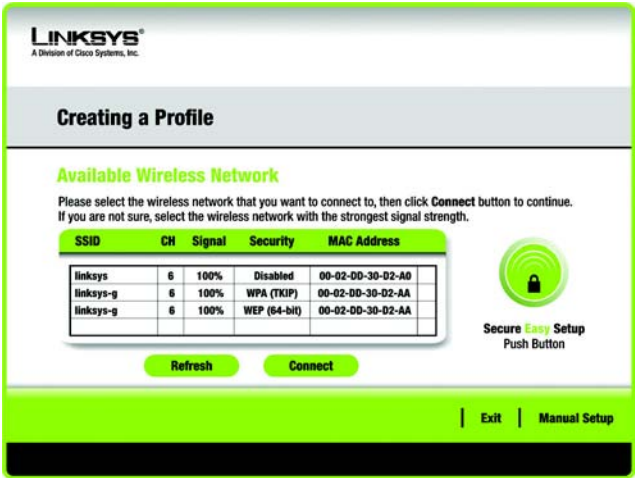 LINKSYS®
A Division of Cisco Systems, Inc.
Creating a Profile
Available Wireless Network
Please select the wireless network that you want to connect to, then click Connect button to continue.
If you are not sure, select the wireless network with the strongest signal strength.
SSID CH Signal Security MAC Address
linksys 6 100% Disabled 00-02-DD-30-D2-A0
linksys-g 6 100% WPA (TKIP) 00-02-DD-30-D2-AA
linksys-g 6 100% WEP (64-bit) 00-02-DD-30-D2-AA
Secure Easy Setup
Push Button
Refresh Connect
Exit Manual Setup